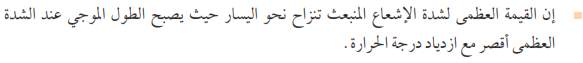 إن القيمة العظمى لشدة الإشعاع المنبعث تنزاح نحو اليسار حيث يصبح الطول الموجي عند الشدة
العظمى أقصر مع ازدياد درجة الحرارة .